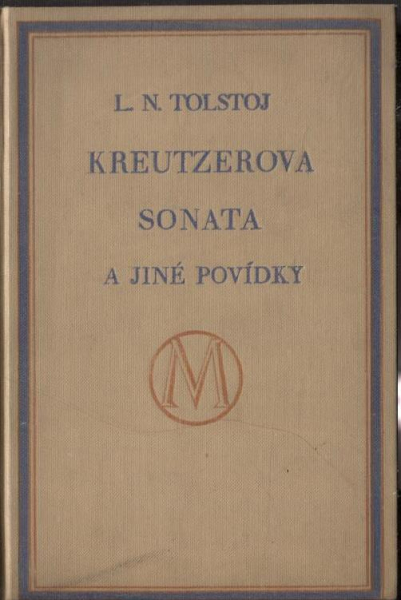 L. N. TOLSTOJ
KREUTZEROVA
SONATA
A JINÉ POVÍDKY
M